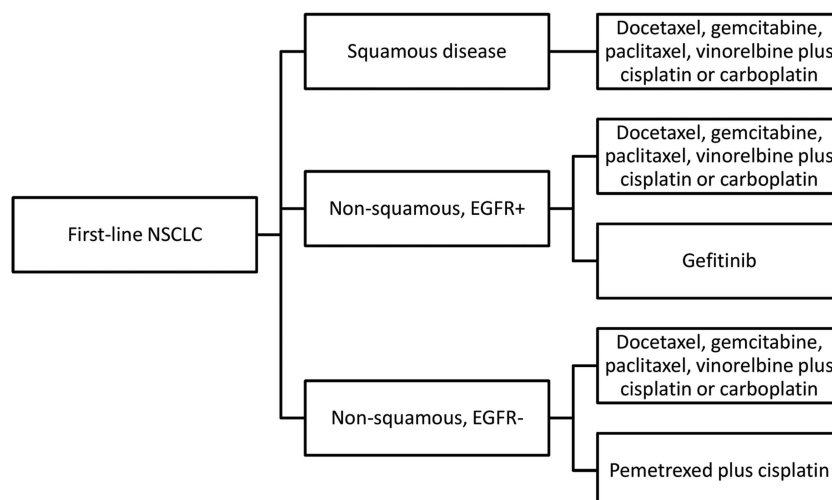 Squamous disease
Docetaxel, gemcitabine,
paclitaxel, vinorelbine plus
cisplatin or carboplatin
First-line NSCLC
Non-squamous, EGFR+
Docetaxel, gemcitabine,
paclitaxel, vinorelbine plus
cisplatin or carboplatin
Gefitinib
Non-squamous, EGFR-
Docetaxel, gemcitabine,
paclitaxel, vinorelbine plus
cisplatin or carboplatin
Pemetrexed plus cisplatin